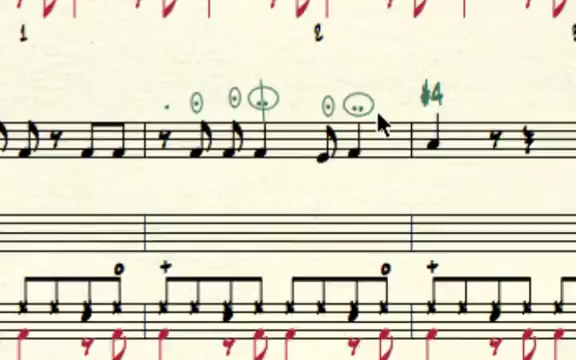 1 2
#4
o + o +